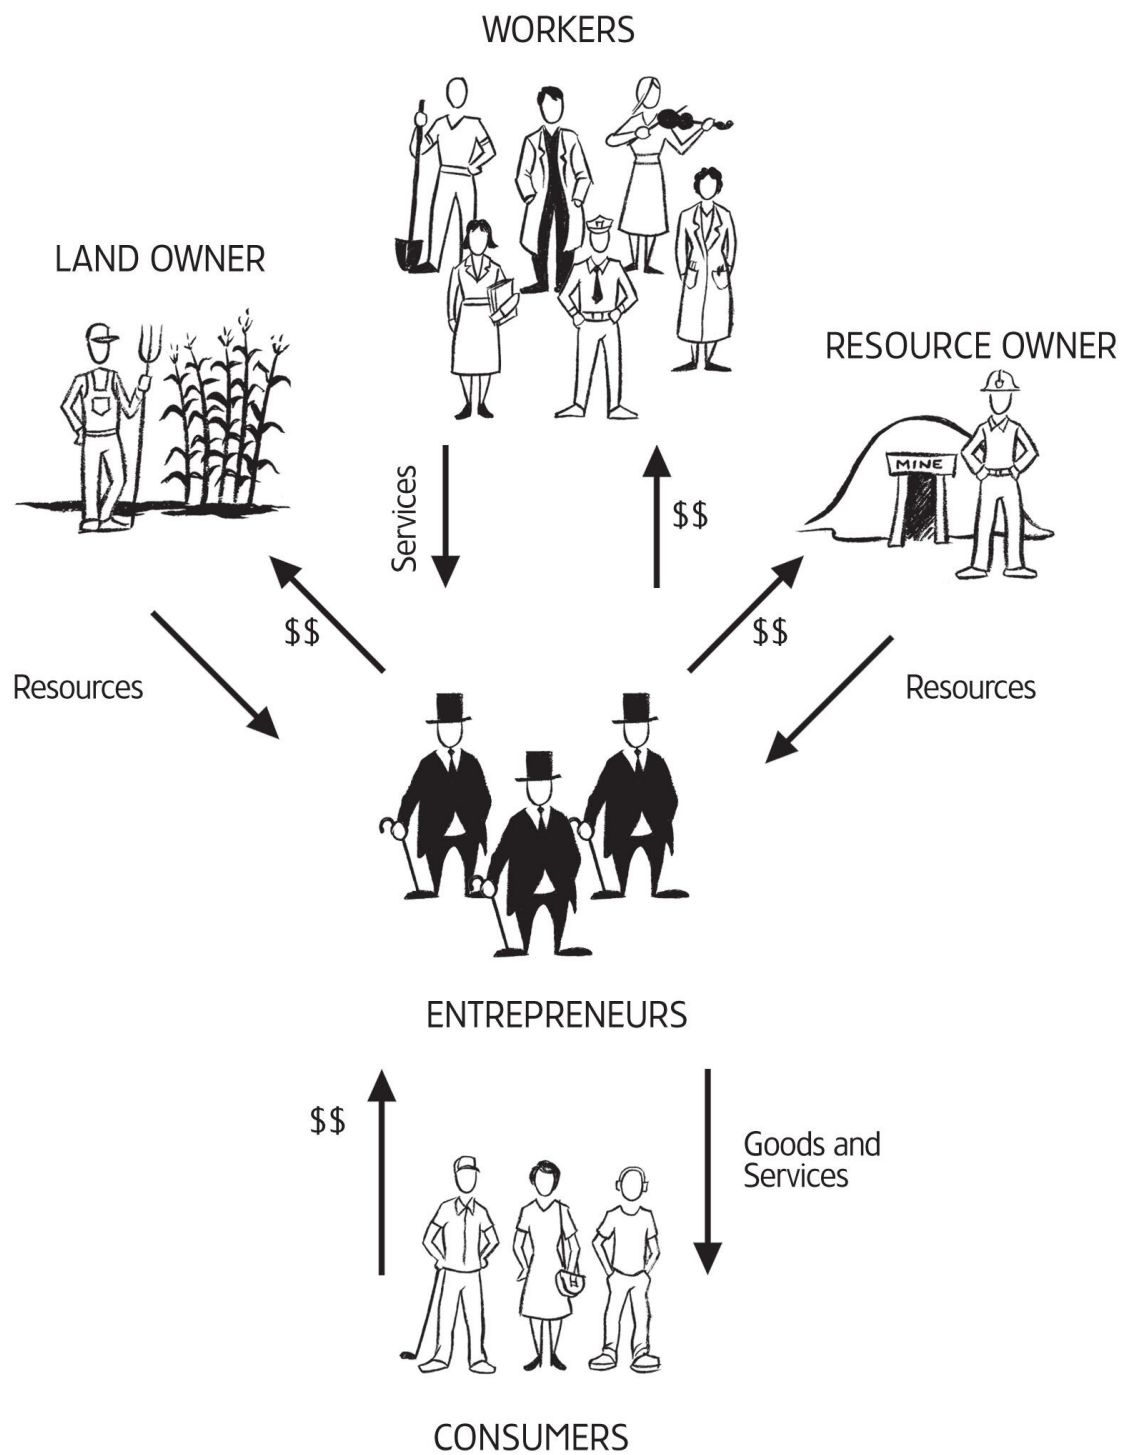 WORKERS
LAND OWNER
RESOURCE OWNER
MINE
Services
$$
$$
$$
Resources
Resources
ENTREPRENEURS
$$
Goods and
Services
CONSUMERS